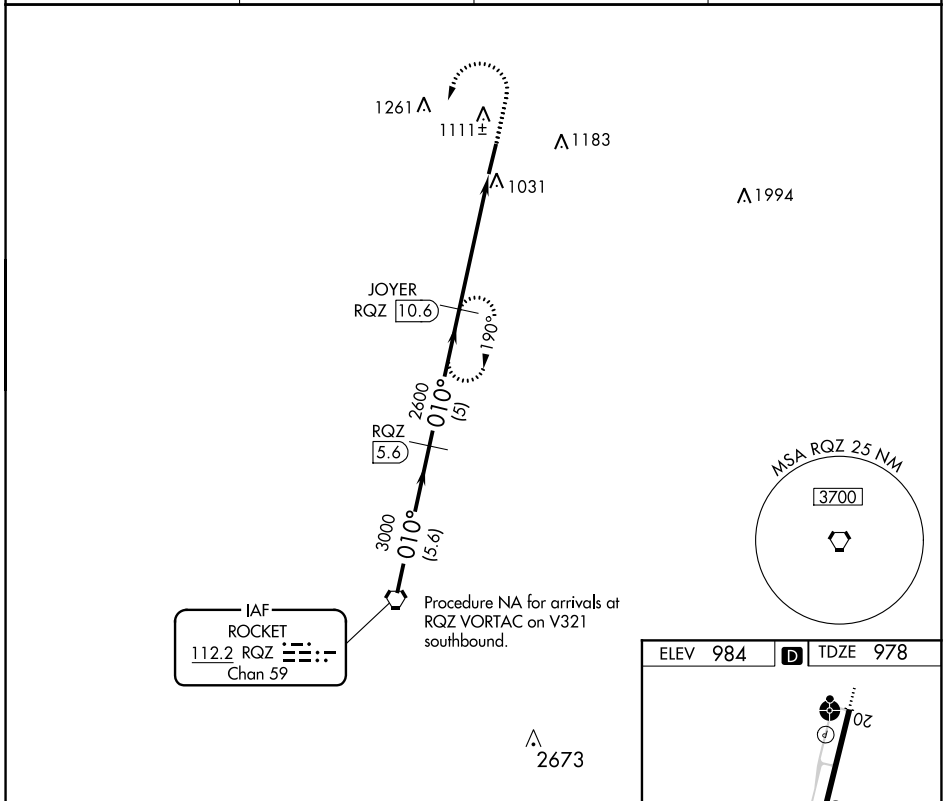 1261
1111±
1183
1031
1994
JOYER
RQZ 10.6
190°
2600
010°
(5)
RQZ
5.6
3000
010°
(5.6)
MSA RQZ 25 NM
3700
IAF
ROCKET
112.2 RQZ
Chan 59
Procedure NA for arrivals at
RQZ VORTAC on V321
southbound.
2673
ELEV 984 D TDZE 978
20
P